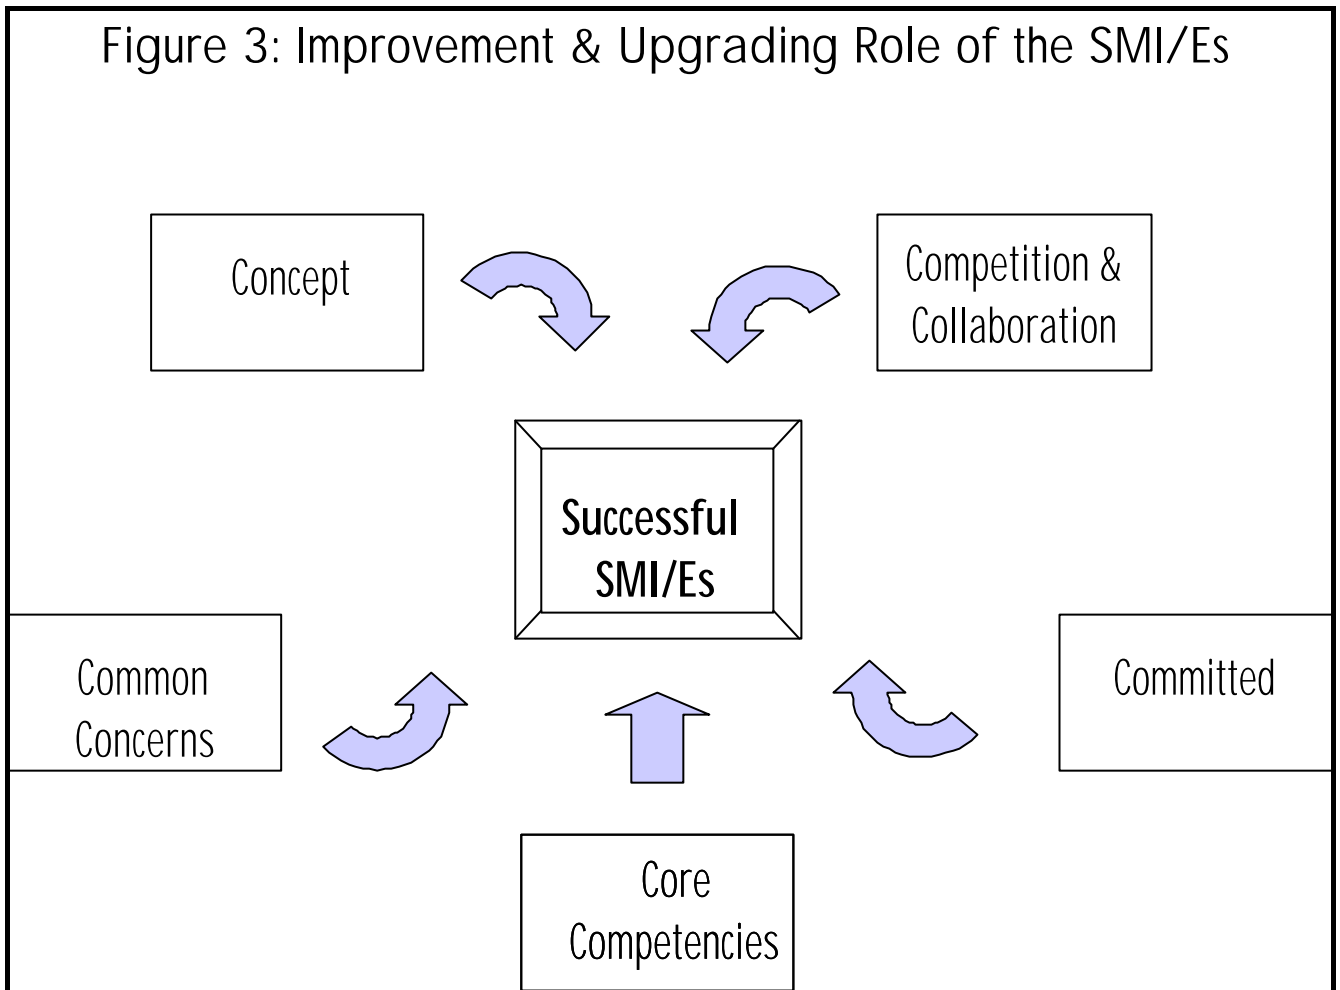 Figure 3: Improvement & Upgrading Role of the SMI/Es
Concept
Competition &
Collaboration
Successful
SMI/Es
Common
Concerns
Committed
Core
Competencies